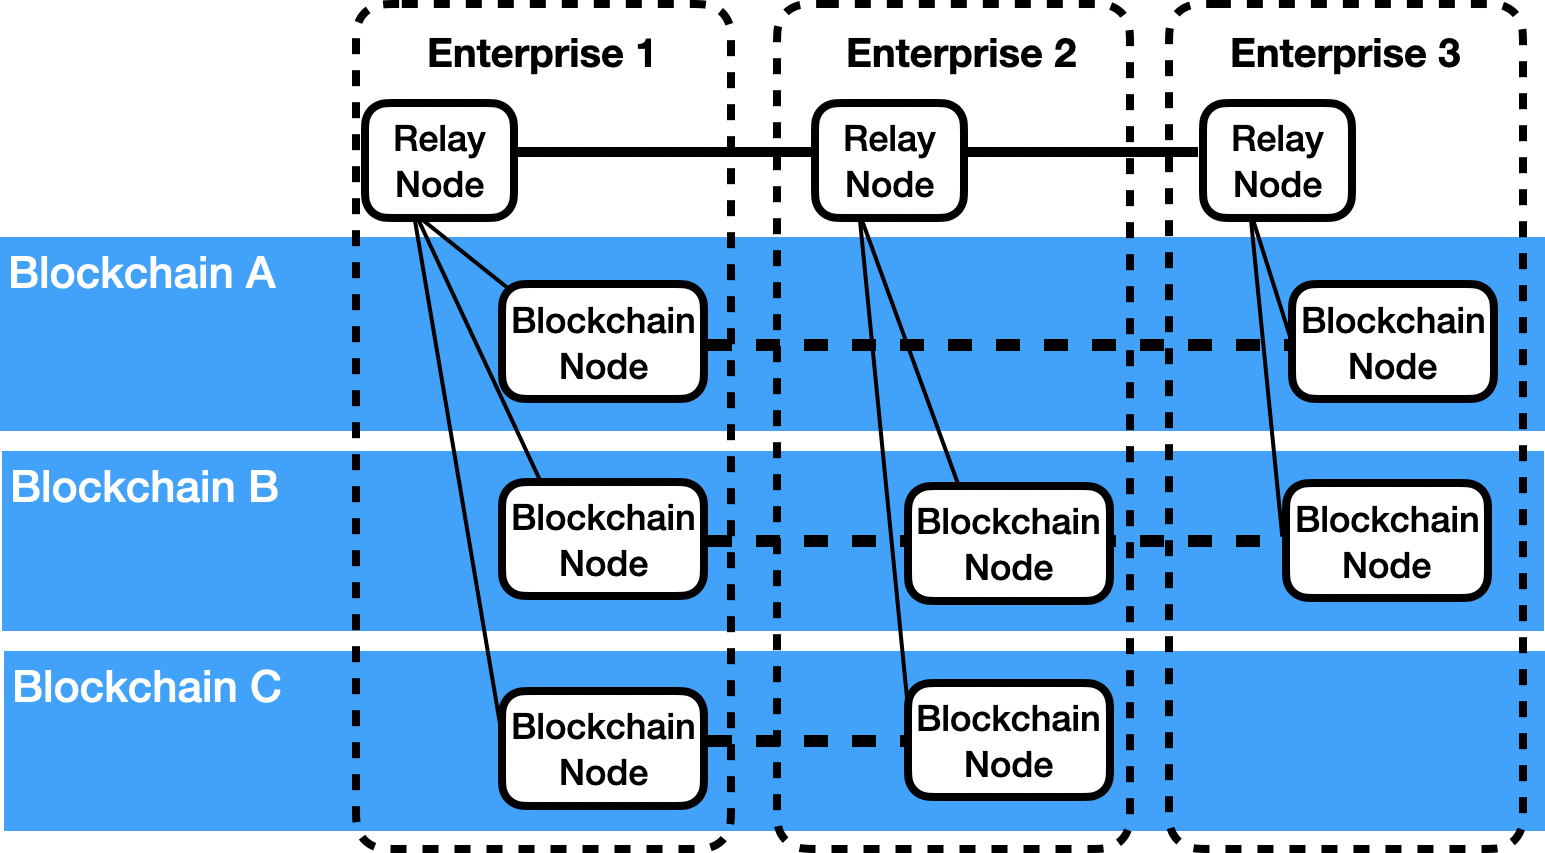 Enterprise 1
Enterprise 2
Enterprise 3
Relay
Node
Relay
Node
Relay
Node
Blockchain A
Blockchain
Node
Blockchain
Node
Blockchain B
Blockchain
Node
Blockchain
Node
Blockchain
Node
Blockchain C
Blockchain
Node
Blockchain
Node